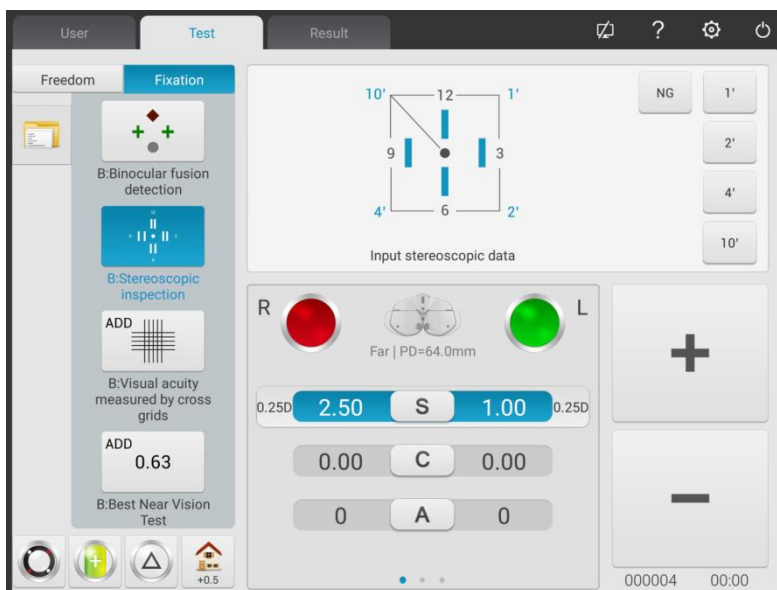 User
Test
Result
?
Freedom
Fixation
B:Binocular fusion
detection
B:Stereoscopic
inspection
ADD
B:Visual acuity
measured by cross
grids
ADD
0.63
B:Best Near Vision
Test
+0.5
10'
12
1'
9
3
4'
6
2'
Input stereoscopic data
NG
1'
2'
4'
10'
R
L
Far | PD=64.0mm
0.25D
2.50
S
1.00
0.25D
0.00
C
0.00
0
A
0
+
−
000004
00:00